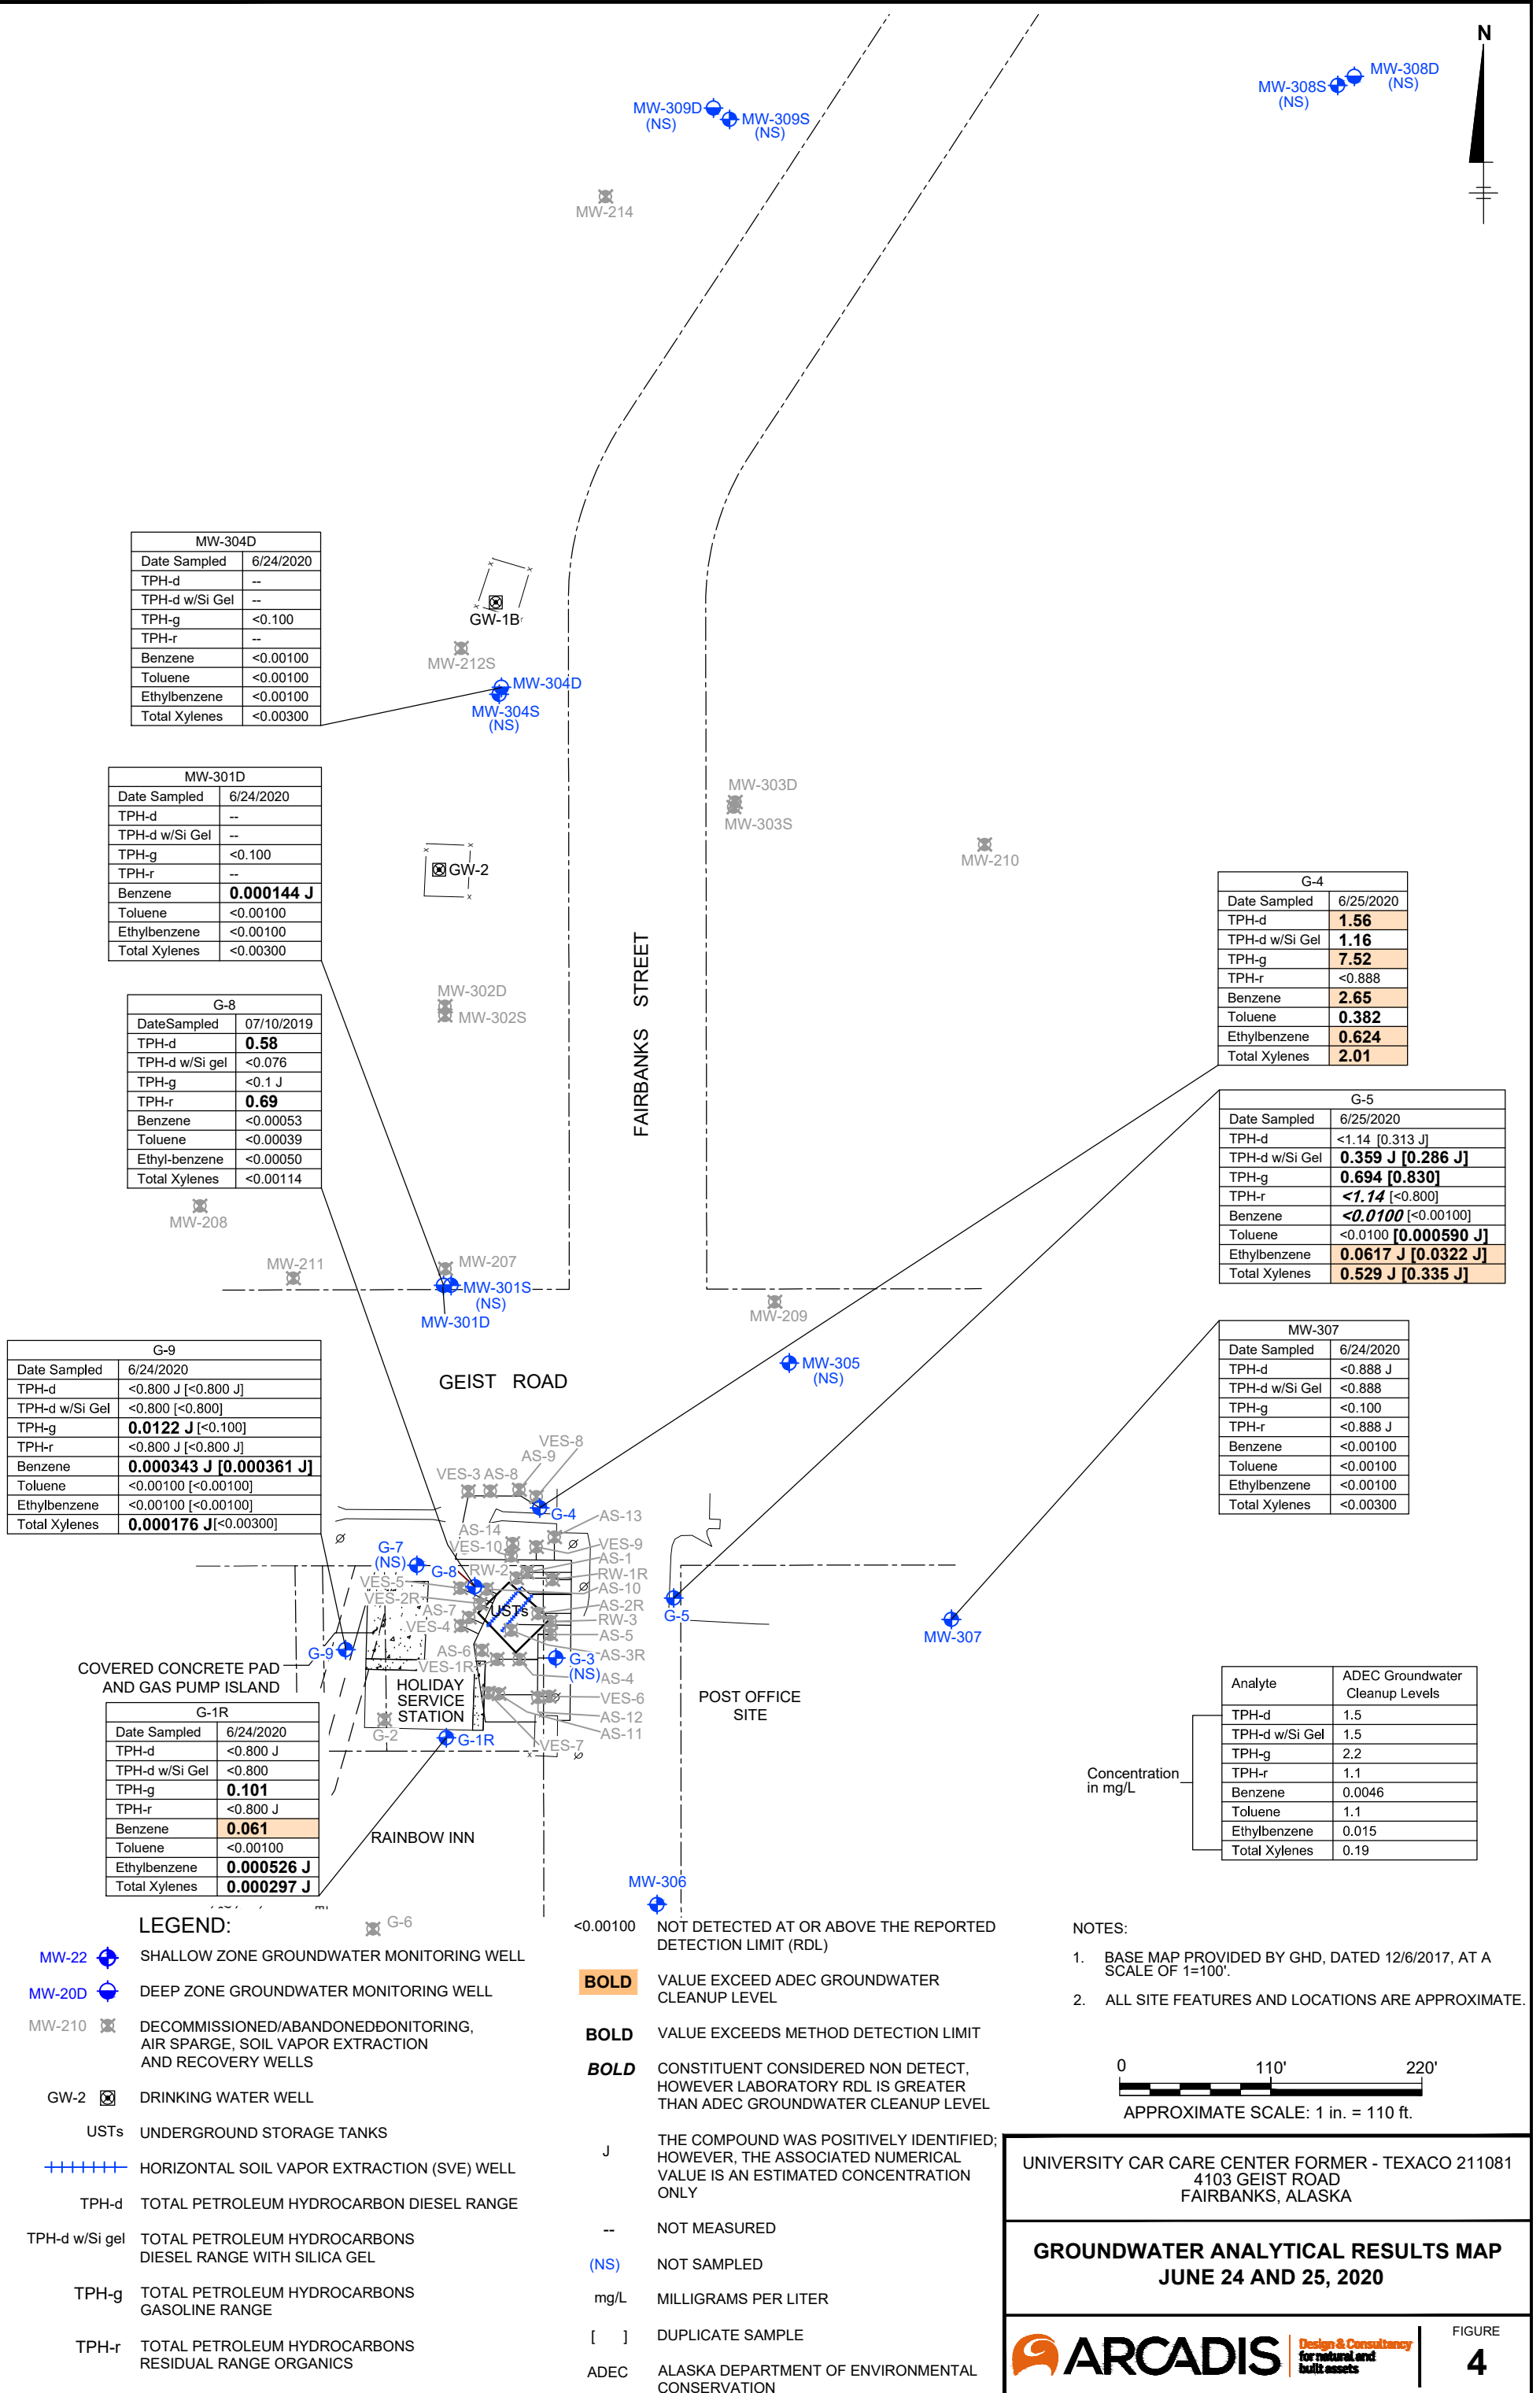 N
MW-309D
(NS)
MW-309S
(NS)
MW-308S
(NS)
MW-308D
(NS)
MW-214
MW-304D
Date Sampled 6/24/2020
TPH-d --
TPH-d w/Si Gel --
TPH-g <0.100
TPH-r --
Benzene <0.00100
Toluene <0.00100
Ethylbenzene <0.00100
Total Xylenes <0.00300
GW-1B
MW-212S
MW-304D
MW-304S
(NS)
MW-301D
Date Sampled 6/24/2020
TPH-d --
TPH-d w/Si Gel --
TPH-g <0.100
TPH-r --
Benzene 0.000144 J
Toluene <0.00100
Ethylbenzene <0.00100
Total Xylenes <0.00300
MW-303D
MW-303S
MW-210
GW-2
FAIRBANKS STREET
G-4
Date Sampled 6/25/2020
TPH-d 1.56
TPH-d w/Si Gel 1.16
TPH-g 7.52
TPH-r <0.888
Benzene 2.65
Toluene 0.382
Ethylbenzene 0.624
Total Xylenes 2.01
MW-302D
MW-302S
G-8
DateSampled 07/10/2019
TPH-d 0.58
TPH-d w/Si gel <0.076
TPH-g <0.1 J
TPH-r 0.69
Benzene <0.00053
Toluene <0.00039
Ethyl-benzene <0.00050
Total Xylenes <0.00114
G-5
Date Sampled 6/25/2020
TPH-d <1.14 [0.313 J]
TPH-d w/Si Gel 0.359 J [0.286 J]
TPH-g 0.694 [0.830]
TPH-r <1.14 [<0.800]
Benzene <0.0100 [<0.00100]
Toluene <0.0100 [0.000590 J]
Ethylbenzene 0.0617 J [0.0322 J]
Total Xylenes 0.529 J [0.335 J]
MW-208
MW-211
MW-207
MW-301S
(NS)
MW-301D
MW-209
MW-305
(NS)
GEIST ROAD
MW-307
Date Sampled 6/24/2020
TPH-d <0.888 J
TPH-d w/Si Gel <0.888
TPH-g <0.100
TPH-r <0.888 J
Benzene <0.00100
Toluene <0.00100
Ethylbenzene <0.00100
Total Xylenes <0.00300
G-9
Date Sampled 6/24/2020
TPH-d <0.800 J [<0.800 J]
TPH-d w/Si Gel <0.800 [<0.800]
TPH-g 0.0122 J [<0.100]
TPH-r <0.800 J [<0.800 J]
Benzene 0.000343 J [0.000361 J]
Toluene <0.00100 [<0.00100]
Ethylbenzene <0.00100 [<0.00100]
Total Xylenes 0.000176 J[<0.00300]
VES-8
AS-9
VES-3 AS-8
G-4
AS-13
AS-14
VES-10
VES-9
AS-1
G-7
(NS)
G-8
RW-2
RW-1R
AS-10
VES-5
VES-2R
USTs
AS-2R
AS-7
RW-3
VES-4
AS-5
AS-6
AS-3R
VES-1R
G-3
(NS)
AS-4
G-5
MW-307
G-9
COVERED CONCRETE PAD
AND GAS PUMP ISLAND
HOLIDAY
SERVICE
STATION
VES-6
AS-12
AS-11
VES-7
G-2
G-1R
POST OFFICE
SITE
Analyte ADEC Groundwater Cleanup Levels
TPH-d 1.5
TPH-d w/Si Gel 1.5
TPH-g 2.2
TPH-r 1.1
Benzene 0.0046
Toluene 1.1
Ethylbenzene 0.015
Total Xylenes 0.19
Concentration
in mg/L
G-1R
Date Sampled 6/24/2020
TPH-d <0.800 J
TPH-d w/Si Gel <0.800
TPH-g 0.101
TPH-r <0.800 J
Benzene 0.061
Toluene <0.00100
Ethylbenzene 0.000526 J
Total Xylenes 0.000297 J
RAINBOW INN
MW-306
G-6
LEGEND:
MW-22 SHALLOW ZONE GROUNDWATER MONITORING WELL
MW-20D DEEP ZONE GROUNDWATER MONITORING WELL
MW-210 DECOMMISSIONED/ABANDONEDDONITORING,
AIR SPARGE, SOIL VAPOR EXTRACTION
AND RECOVERY WELLS
GW-2 DRINKING WATER WELL
USTs UNDERGROUND STORAGE TANKS
HORIZONTAL SOIL VAPOR EXTRACTION (SVE) WELL
TPH-d TOTAL PETROLEUM HYDROCARBON DIESEL RANGE
TPH-d w/Si gel TOTAL PETROLEUM HYDROCARBONS
DIESEL RANGE WITH SILICA GEL
TPH-g TOTAL PETROLEUM HYDROCARBONS
GASOLINE RANGE
TPH-r TOTAL PETROLEUM HYDROCARBONS
RESIDUAL RANGE ORGANICS
<0.00100 NOT DETECTED AT OR ABOVE THE REPORTED
DETECTION LIMIT (RDL)
BOLD VALUE EXCEED ADEC GROUNDWATER
CLEANUP LEVEL
BOLD VALUE EXCEEDS METHOD DETECTION LIMIT
BOLD CONSTITUENT CONSIDERED NON DETECT,
HOWEVER LABORATORY RDL IS GREATER
THAN ADEC GROUNDWATER CLEANUP LEVEL
J THE COMPOUND WAS POSITIVELY IDENTIFIED;
HOWEVER, THE ASSOCIATED NUMERICAL
VALUE IS AN ESTIMATED CONCENTRATION
ONLY
-- NOT MEASURED
(NS) NOT SAMPLED
mg/L MILLIGRAMS PER LITER
[ ] DUPLICATE SAMPLE
ADEC ALASKA DEPARTMENT OF ENVIRONMENTAL
CONSERVATION
NOTES:
1. BASE MAP PROVIDED BY GHD, DATED 12/6/2017, AT A
SCALE OF 1=100'.
2. ALL SITE FEATURES AND LOCATIONS ARE APPROXIMATE.
0 110' 220'
APPROXIMATE SCALE: 1 in. = 110 ft.
UNIVERSITY CAR CARE CENTER FORMER - TEXACO 211081
4103 GEIST ROAD
FAIRBANKS, ALASKA
GROUNDWATER ANALYTICAL RESULTS MAP
JUNE 24 AND 25, 2020
ARCADIS
Design & Consultancy
for natural and
built assets
FIGURE
4